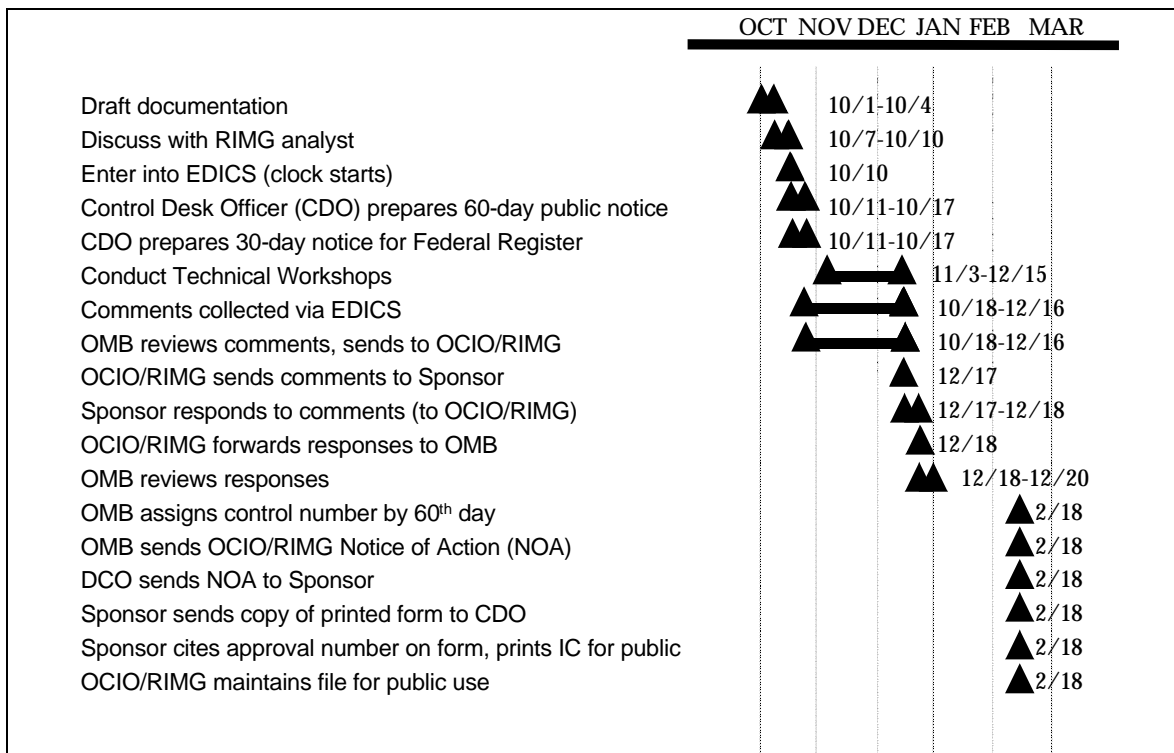 OCT NOV DEC JAN FEB MAR
Draft documentation 10/1-10/4
Discuss with RIMG analyst 10/7-10/10
Enter into EDICS (clock starts) 10/10
Control Desk Officer (CDO) prepares 60-day public notice 10/11-10/17
CDO prepares 30-day notice for Federal Register 10/11-10/17
Conduct Technical Workshops 11/3-12/15
Comments collected via EDICS 10/18-12/16
OMB reviews comments, sends to OCIO/RIMG 10/18-12/16
OCIO/RIMG sends comments to Sponsor 12/17
Sponsor responds to comments (to OCIO/RIMG) 12/17-12/18
OCIO/RIMG forwards responses to OMB 12/18
OMB reviews responses 12/18-12/20
OMB assigns control number by 60th day 2/18
OMB sends OCIO/RIMG Notice of Action (NOA) 2/18
DCO sends NOA to Sponsor 2/18
Sponsor sends copy of printed form to CDO 2/18
Sponsor cites approval number on form, prints IC for public 2/18
OCIO/RIMG maintains file for public use 2/18